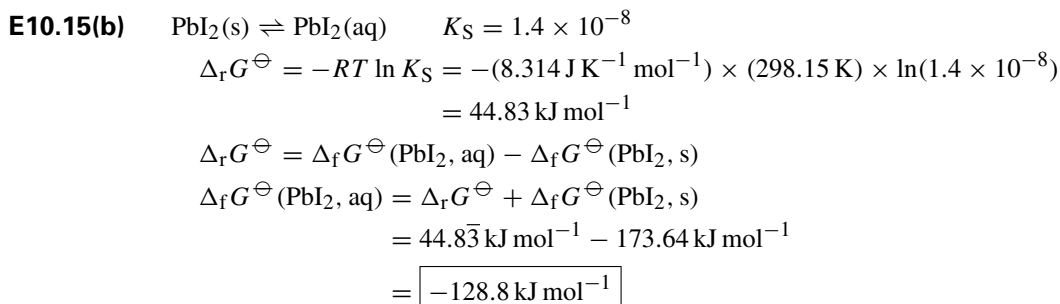 E10.15(b) PbI₂(s) ⇌ PbI₂(aq) K_S = 1.4 × 10⁻⁸
Δ_rG^⦵ = −RT ln K_S = −(8.314 J K⁻¹ mol⁻¹) × (298.15 K) × ln(1.4 × 10⁻⁸)
= 44.83 kJ mol⁻¹
Δ_rG^⦵ = Δ_fG^⦵(PbI₂, aq) − Δ_fG^⦵(PbI₂, s)
Δ_fG^⦵(PbI₂, aq) = Δ_rG^⦵ + Δ_fG^⦵(PbI₂, s)
= 44.83̅ kJ mol⁻¹ − 173.64 kJ mol⁻¹
= −128.8 kJ mol⁻¹